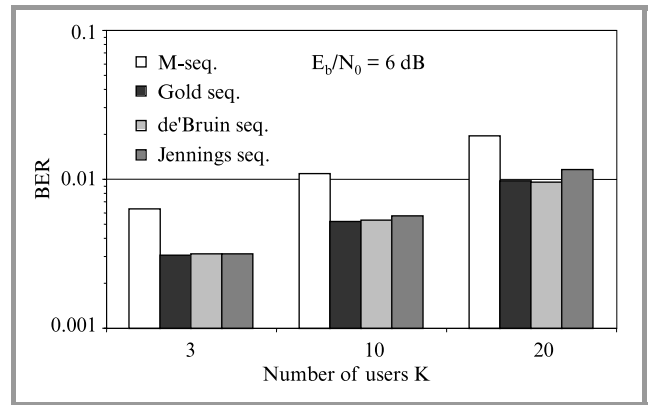 0.1
M-seq.
E_b/N_0 = 6 dB
Gold seq.
de'Bruin seq.
Jennings seq.
BER
0.01
0.001
3
10
20
Number of users K